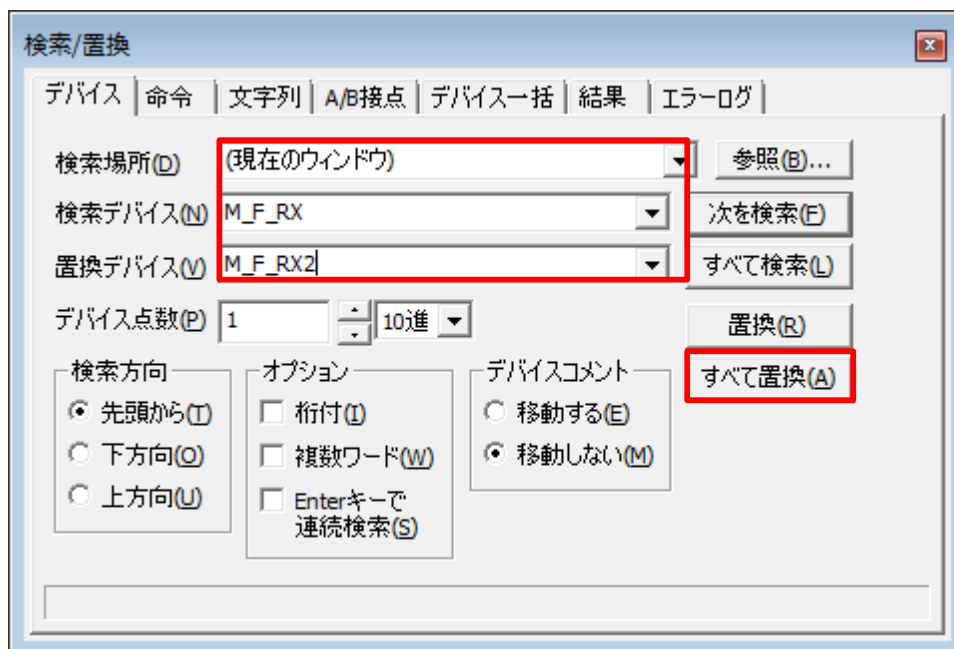 検索/置換
デバイス 命令 文字列 A/B接点 デバイス一括 結果 エラーログ
検索場所(D) (現在のウィンドウ) 参照(B)...
検索デバイス(N) M_F_RX 次を検索(F)
置換デバイス(V) M_F_RX2 すべて検索(L)
デバイス点数(P) 1 10進 置換(R)
検索方向 オプション デバイスコメント すべて置換(A)
先頭から(T) 桁付(I) 移動する(E)
下方向(O) 複数ワード(W) 移動しない(M)
上方向(U) Enterキーで
連続検索(S)